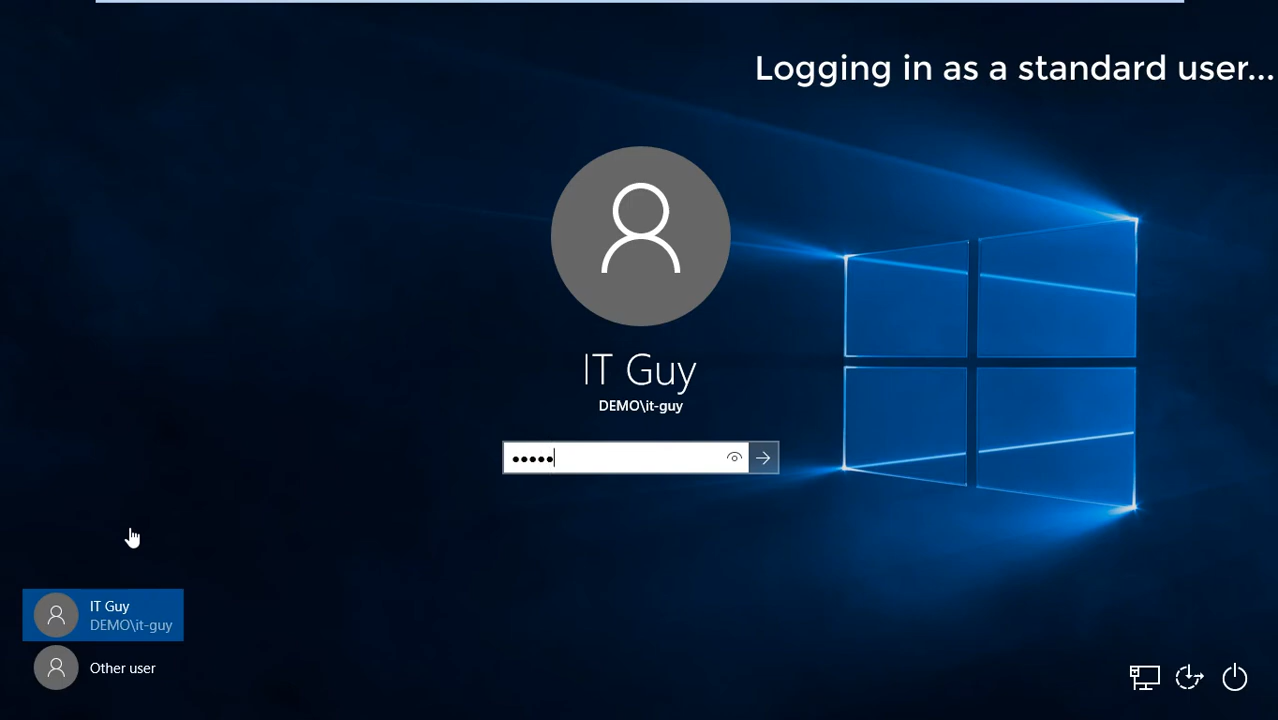 Logging in as a standard user...
IT Guy
DEMO\it-guy
•••••
IT Guy
DEMO\it-guy
Other user